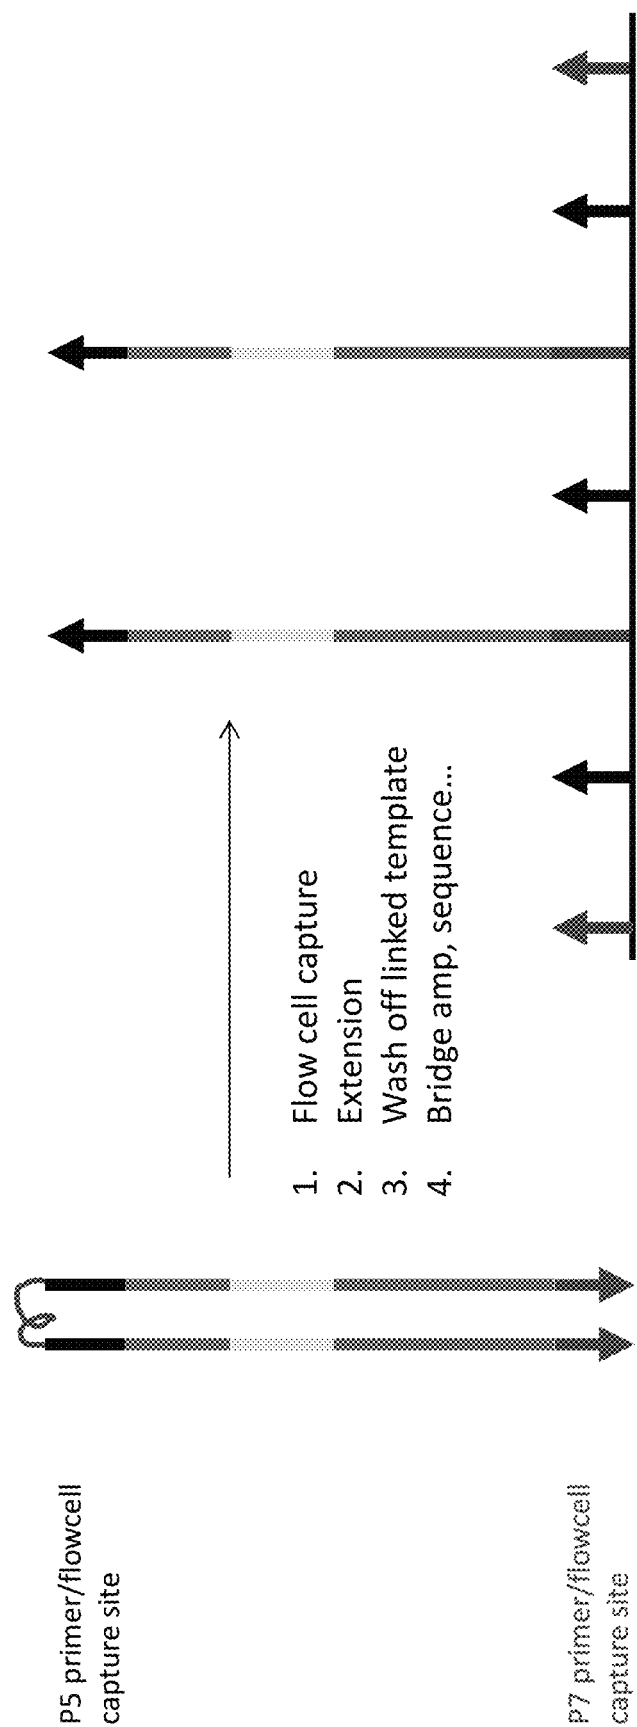 P5 primer/flowcell
capture site
P7 primer/flowcell
capture site
1. Flow cell capture
2. Extension
3. Wash off linked template
4. Bridge amp, sequence...